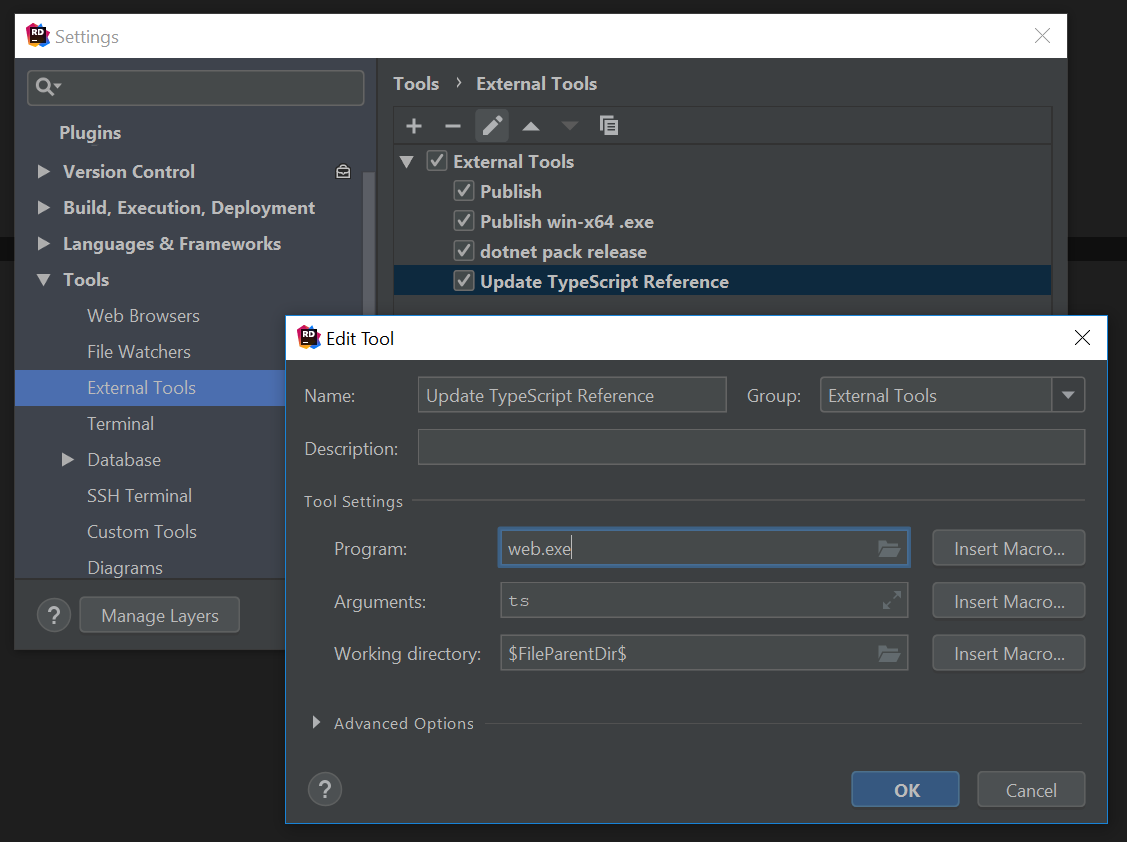 RD
Settings
Plugins
Version Control
Build, Execution, Deployment
Languages & Frameworks
Tools
Web Browsers
File Watchers
External Tools
Terminal
Database
SSH Terminal
Custom Tools
Diagrams
?
Manage Layers
Tools › External Tools
External Tools
Publish
Publish win-x64 .exe
dotnet pack release
Update TypeScript Reference
RD
Edit Tool
Name: Update TypeScript Reference Group: External Tools
Description:
Tool Settings
Program: web.exe Insert Macro...
Arguments: ts Insert Macro...
Working directory: $FileParentDir$ Insert Macro...
Advanced Options
? OK Cancel